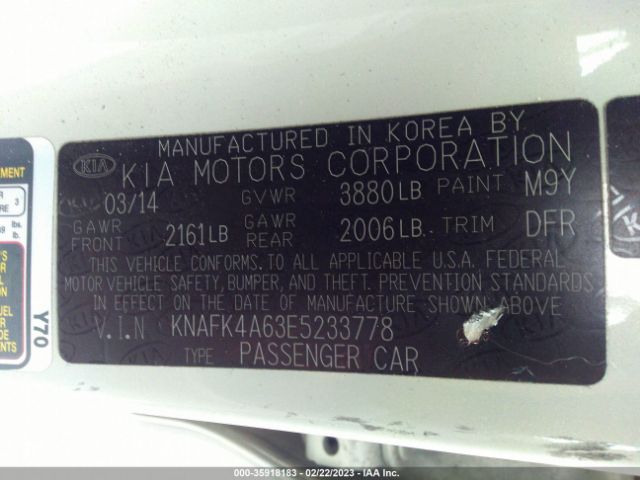 MANUFACTURED IN KOREA BY
KIA KIA MOTORS CORPORATION
03/14 GVWR 3880LB PAINT M9Y
GAWR FRONT 2161LB GAWR REAR 2006LB. TRIM DFR
THIS VEHICLE CONFORMS TO ALL APPLICABLE U.S.A. FEDERAL
MOTOR VEHICLE SAFETY, BUMPER, AND THEFT PREVENTION STANDARDS
IN EFFECT ON THE DATE OF MANUFACTURE SHOWN ABOVE
V.I.N KNAFK4A63E5233778
TYPE PASSENGER CAR
Y70
000-35918183 - 02/22/2023 - IAA Inc.